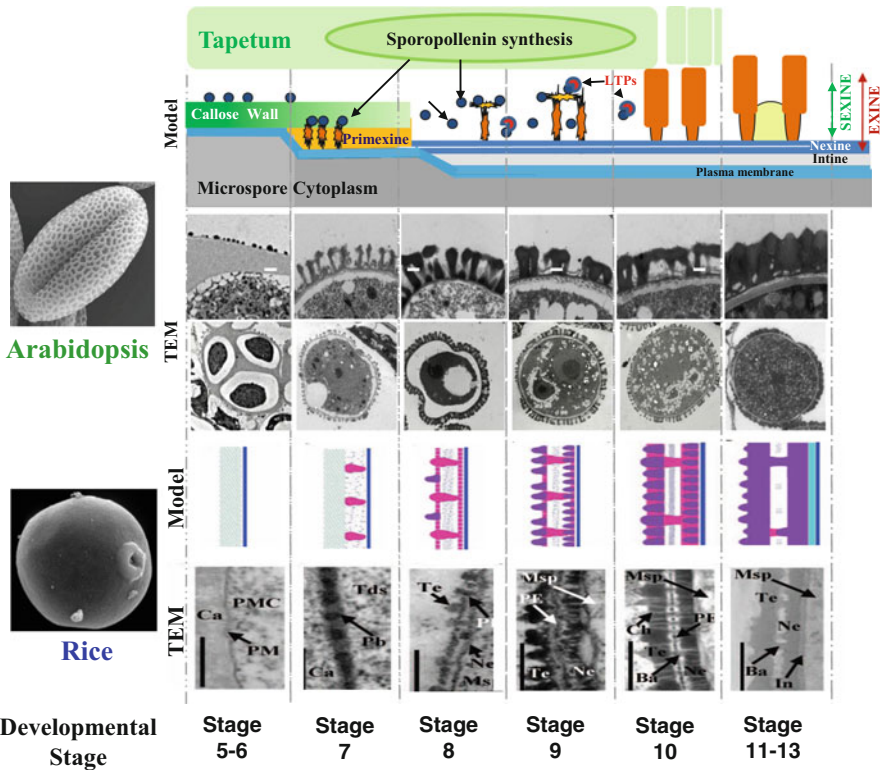 Tapetum
Sporopollenin synthesis
LTPs
Model
Callose Wall
Primexine
SEXINE
EXINE
Nexine
Intine
Plasma membrane
Microspore Cytoplasm
Arabidopsis
TEM
Model
Rice
TEM
Ca
PMC
PM
Tds
Pb
Ca
Te
Ne
Ms
Msp
PE
Te
Ne
Msp
Ch
PE
Te
Ba
Ne
Msp
Te
Ne
Ba
In
Developmental
Stage
Stage
5-6
Stage
7
Stage
8
Stage
9
Stage
10
Stage
11-13